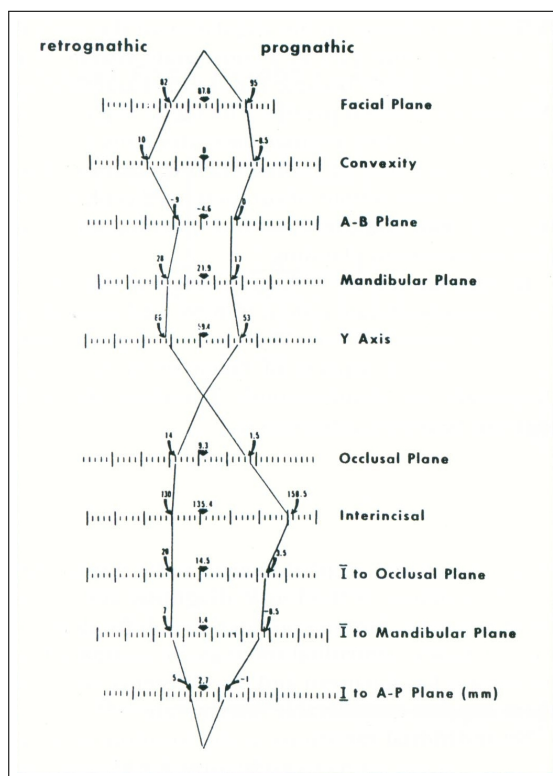 retrognathic prognathic
82 87.8 95 Facial Plane
10 0 -8.5 Convexity
-9 -4.6 0 A-B Plane
28 21.9 17 Mandibular Plane
59.4 53 Y Axis
14 9.3 1.5 Occlusal Plane
130 135.4 Interincisal
20 14.5 3.5 I̅ to Occlusal Plane
7 1.4 -8.5 I̅ to Mandibular Plane
5 2.7 -1 I̲ to A-P Plane (mm)